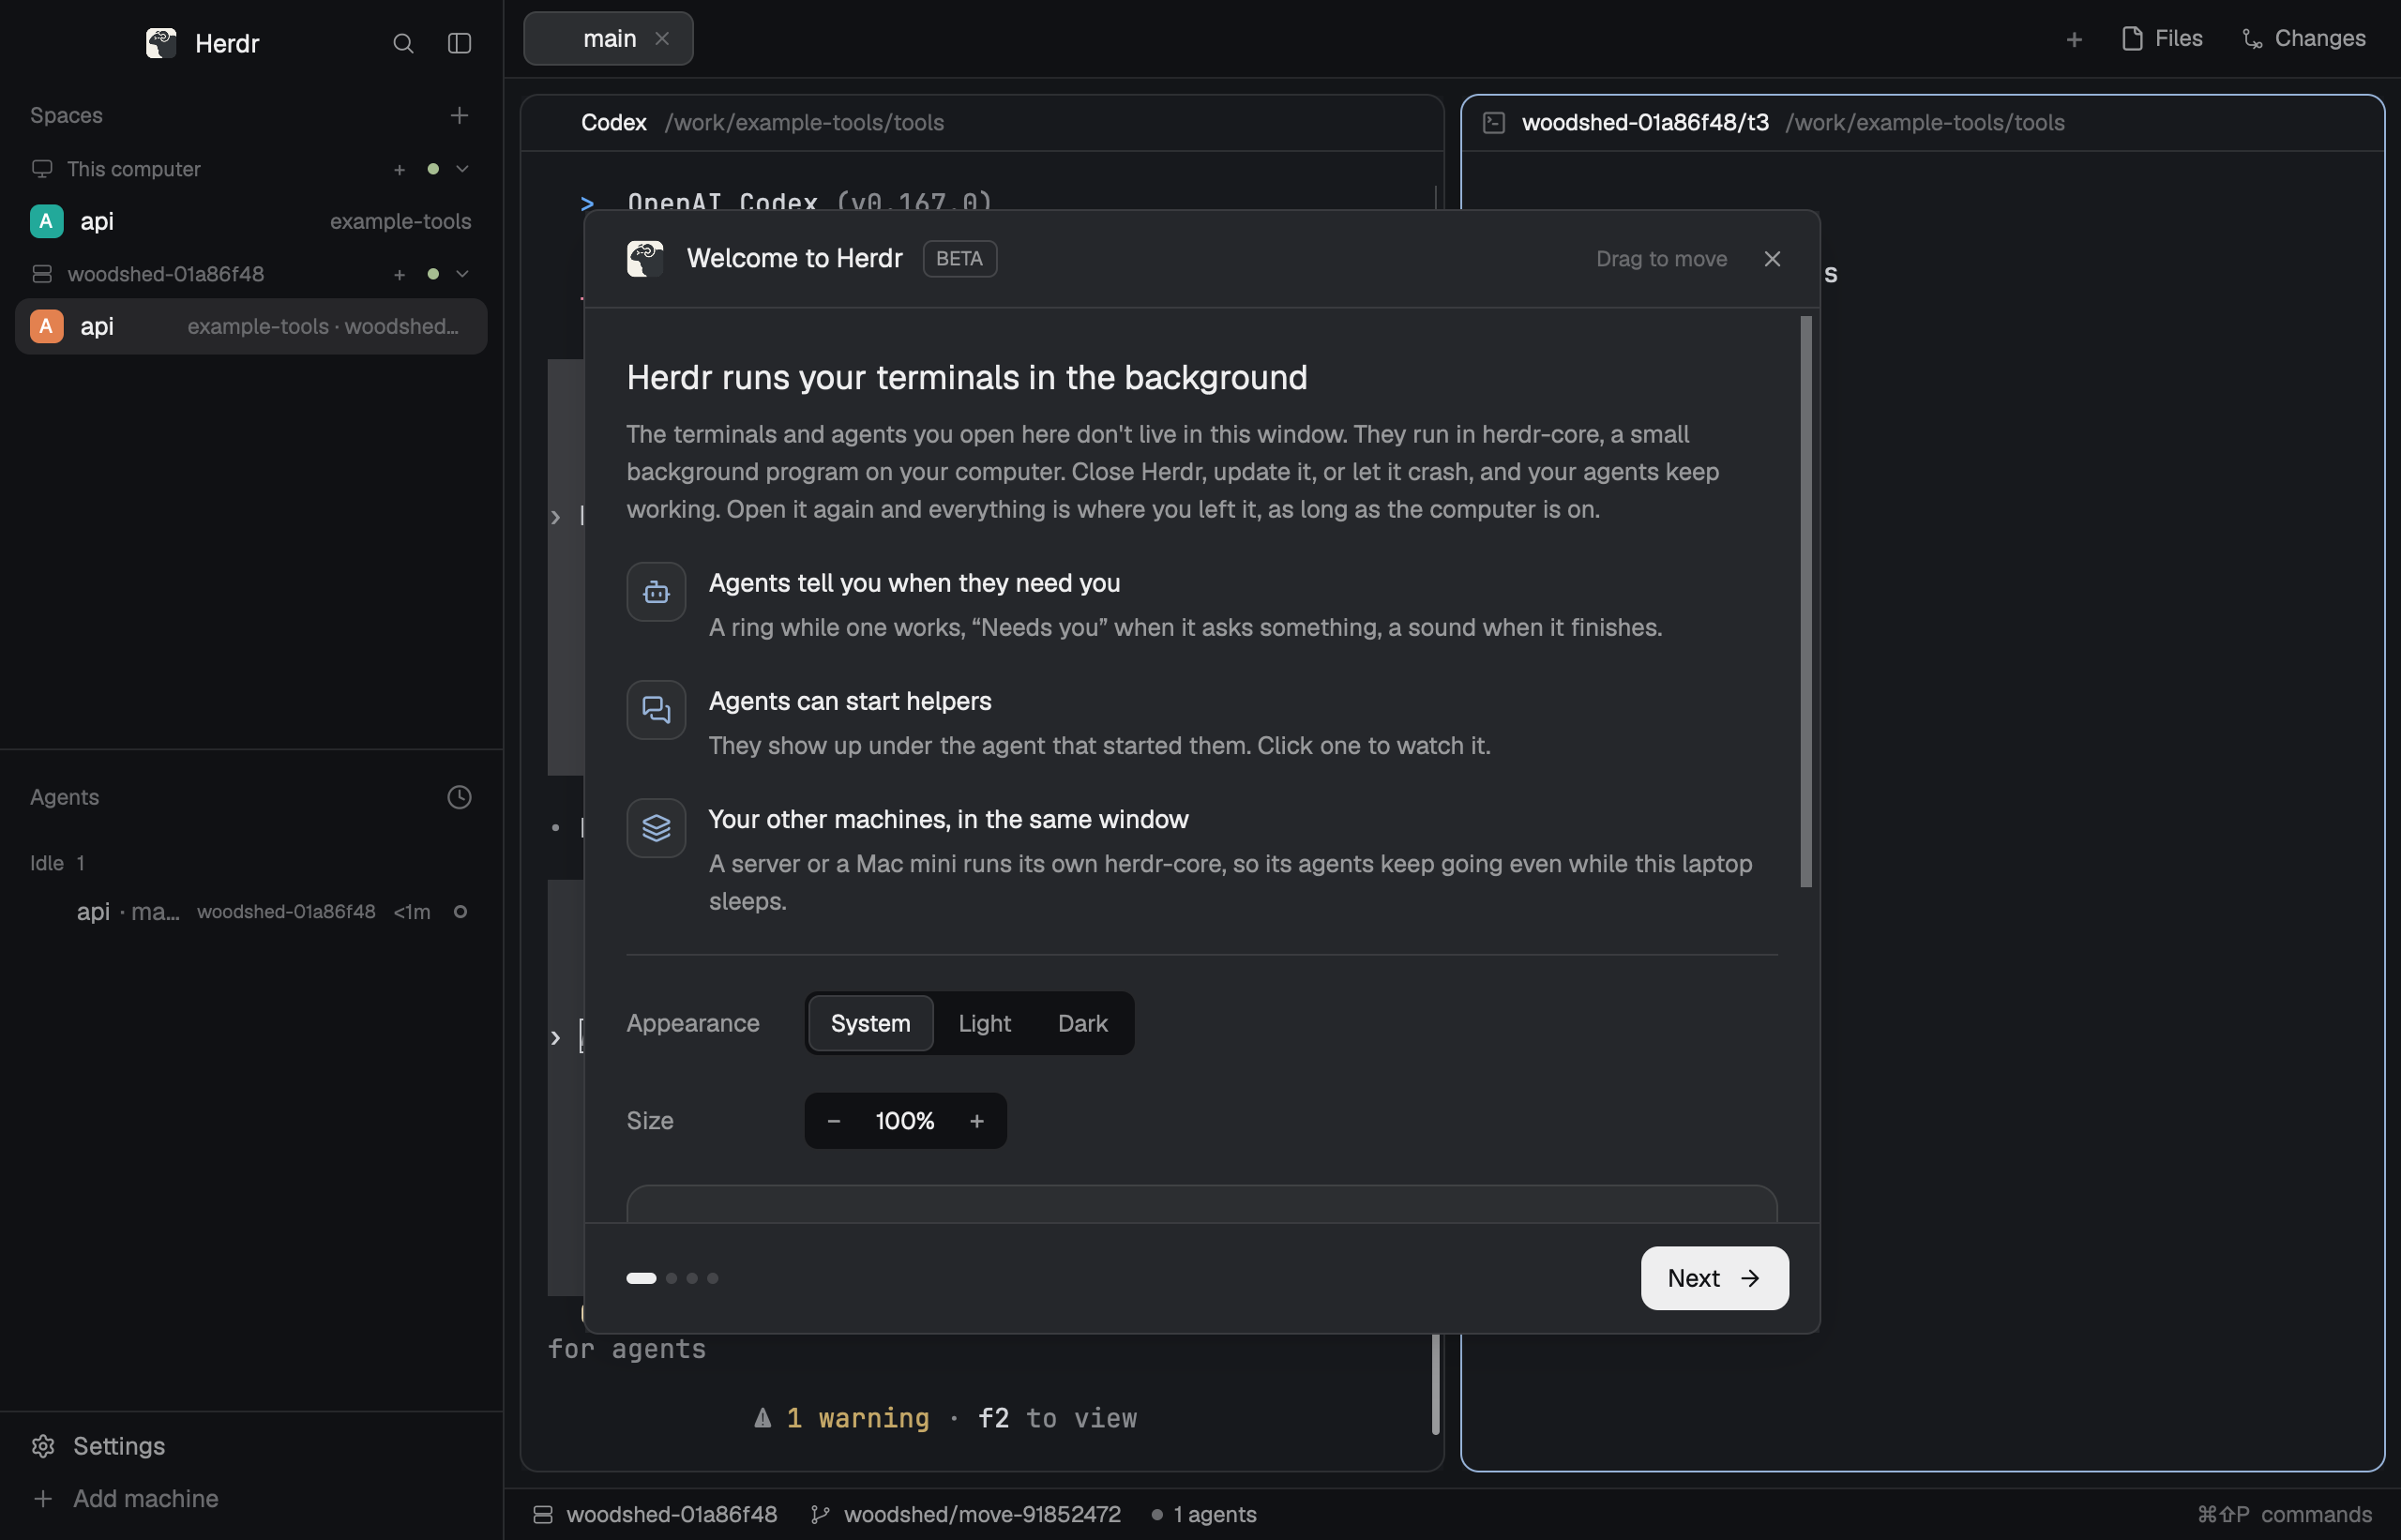 Herdr
Spaces
This computer
A api example-tools
woodshed-01a86f48
A api example-tools · woodshed...
Agents
Idle 1
api · ma... woodshed-01a86f48 <1m
Settings
Add machine
main
Files
Changes
Codex /work/example-tools/tools
> OpenAI Codex (v0.167.0)
woodshed-01a86f48/t3 /work/example-tools/tools
s
Welcome to Herdr BETA
Drag to move
Herdr runs your terminals in the background
The terminals and agents you open here don't live in this window. They run in herdr-core, a small
background program on your computer. Close Herdr, update it, or let it crash, and your agents keep
working. Open it again and everything is where you left it, as long as the computer is on.
Agents tell you when they need you
A ring while one works, “Needs you” when it asks something, a sound when it finishes.
Agents can start helpers
They show up under the agent that started them. Click one to watch it.
Your other machines, in the same window
A server or a Mac mini runs its own herdr-core, so its agents keep going even while this laptop
sleeps.
Appearance System Light Dark
Size − 100% +
Next →
for agents
⚠ 1 warning · f2 to view
woodshed-01a86f48 woodshed/move-91852472 1 agents
⌘⇧P commands